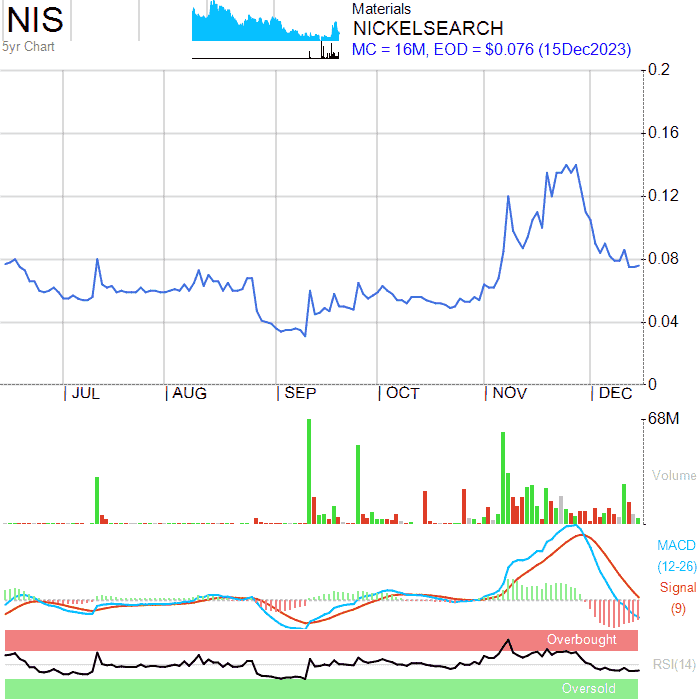 NIS
5yr Chart
Materials
NICKELSEARCH
MC = 16M, EOD = $0.076 (15Dec2023)
0.2
0.16
0.12
0.08
0.04
0
JUL AUG SEP OCT NOV DEC
68M
Volume
MACD
(12-26)
Signal
(9)
Overbought
RSI(14)
Oversold